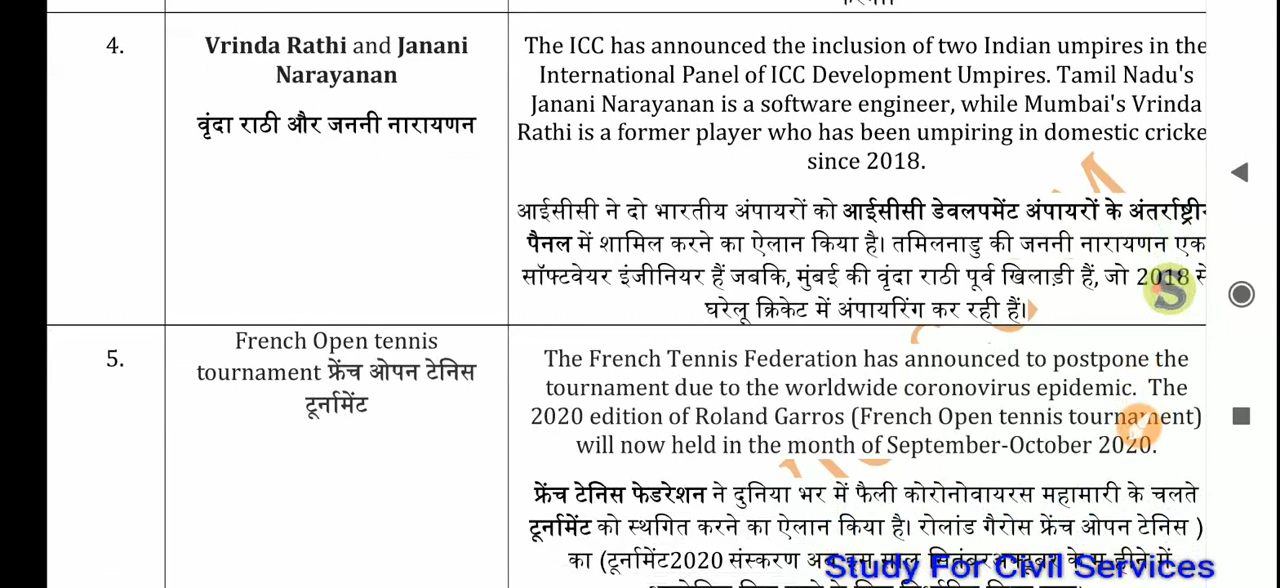 4.
Vrinda Rathi and Janani
Narayanan
वृंदा राठी और जननी नारायणन
The ICC has announced the inclusion of two Indian umpires in the
International Panel of ICC Development Umpires. Tamil Nadu's
Janani Narayanan is a software engineer, while Mumbai's Vrinda
Rathi is a former player who has been umpiring in domestic cricke
since 2018.
आईसीसी ने दो भारतीय अंपायरों को आईसीसी डेवलपमेंट अंपायरों के
पैनल में शामिल करने का ऐलान किया है। तमिलनाडु की जननी नारायणन एक
सॉफ्टवेयर इंजीनियर हैं जबकि, मुंबई की वृंदा राठी पूर्व खिलाड़ी हैं, जो 2018 से
घरेलू क्रिकेट में अंपायरिंग कर रही हैं।
5.
French Open tennis
tournament फ्रेंच ओपन टेनिस
टूर्नामेंट
The French Tennis Federation has announced to postpone the
tournament due to the worldwide coronovirus epidemic. The
2020 edition of Roland Garros (French Open tennis tournament)
will now held in the month of September-October 2020.
फ्रेंच टेनिस फेडरेशन ने दुनिया भर में फैली कोरोनोवायरस महामारी के चलते
टूर्नामेंट को स्थगित करने का ऐलान किया है। रोलांड गैरोस फ्रेंच ओपन टेनिस )
का (टूर्नामेंट2020 संस्करण
Study For Civil Services